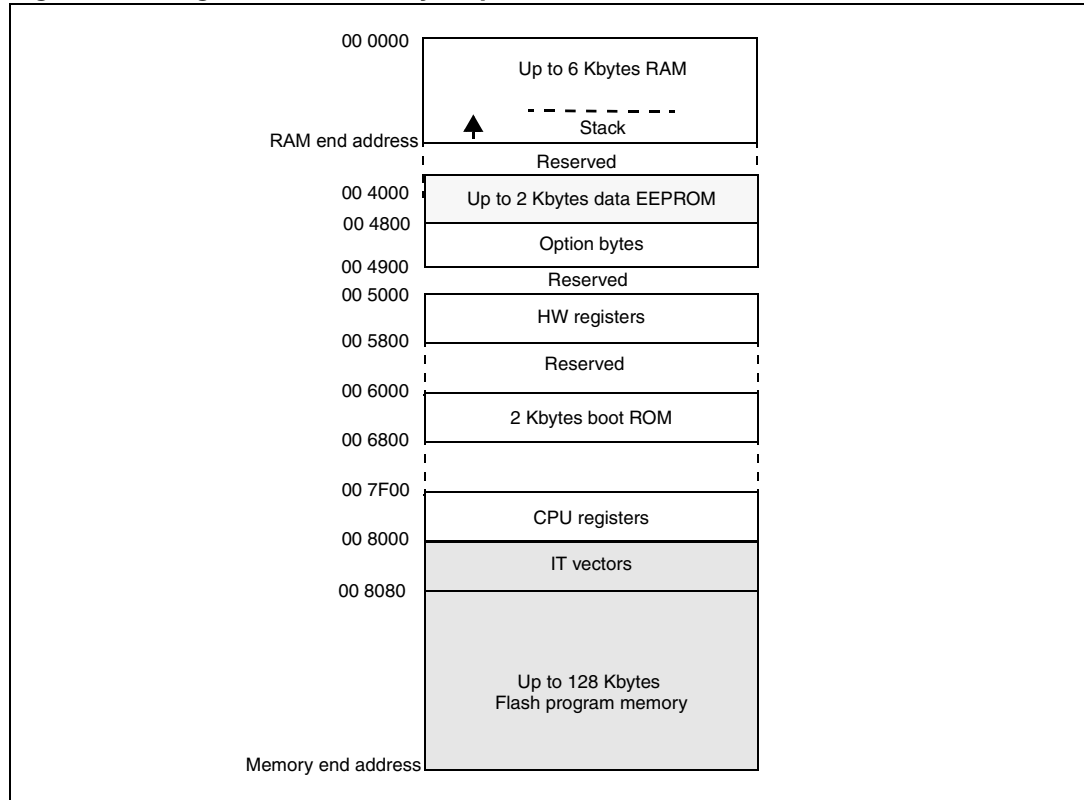 00 0000
Up to 6 Kbytes RAM
Stack
RAM end address
Reserved
00 4000
Up to 2 Kbytes data EEPROM
00 4800
Option bytes
00 4900
Reserved
00 5000
HW registers
00 5800
Reserved
00 6000
2 Kbytes boot ROM
00 6800
00 7F00
CPU registers
00 8000
IT vectors
00 8080
Up to 128 Kbytes
Flash program memory
Memory end address